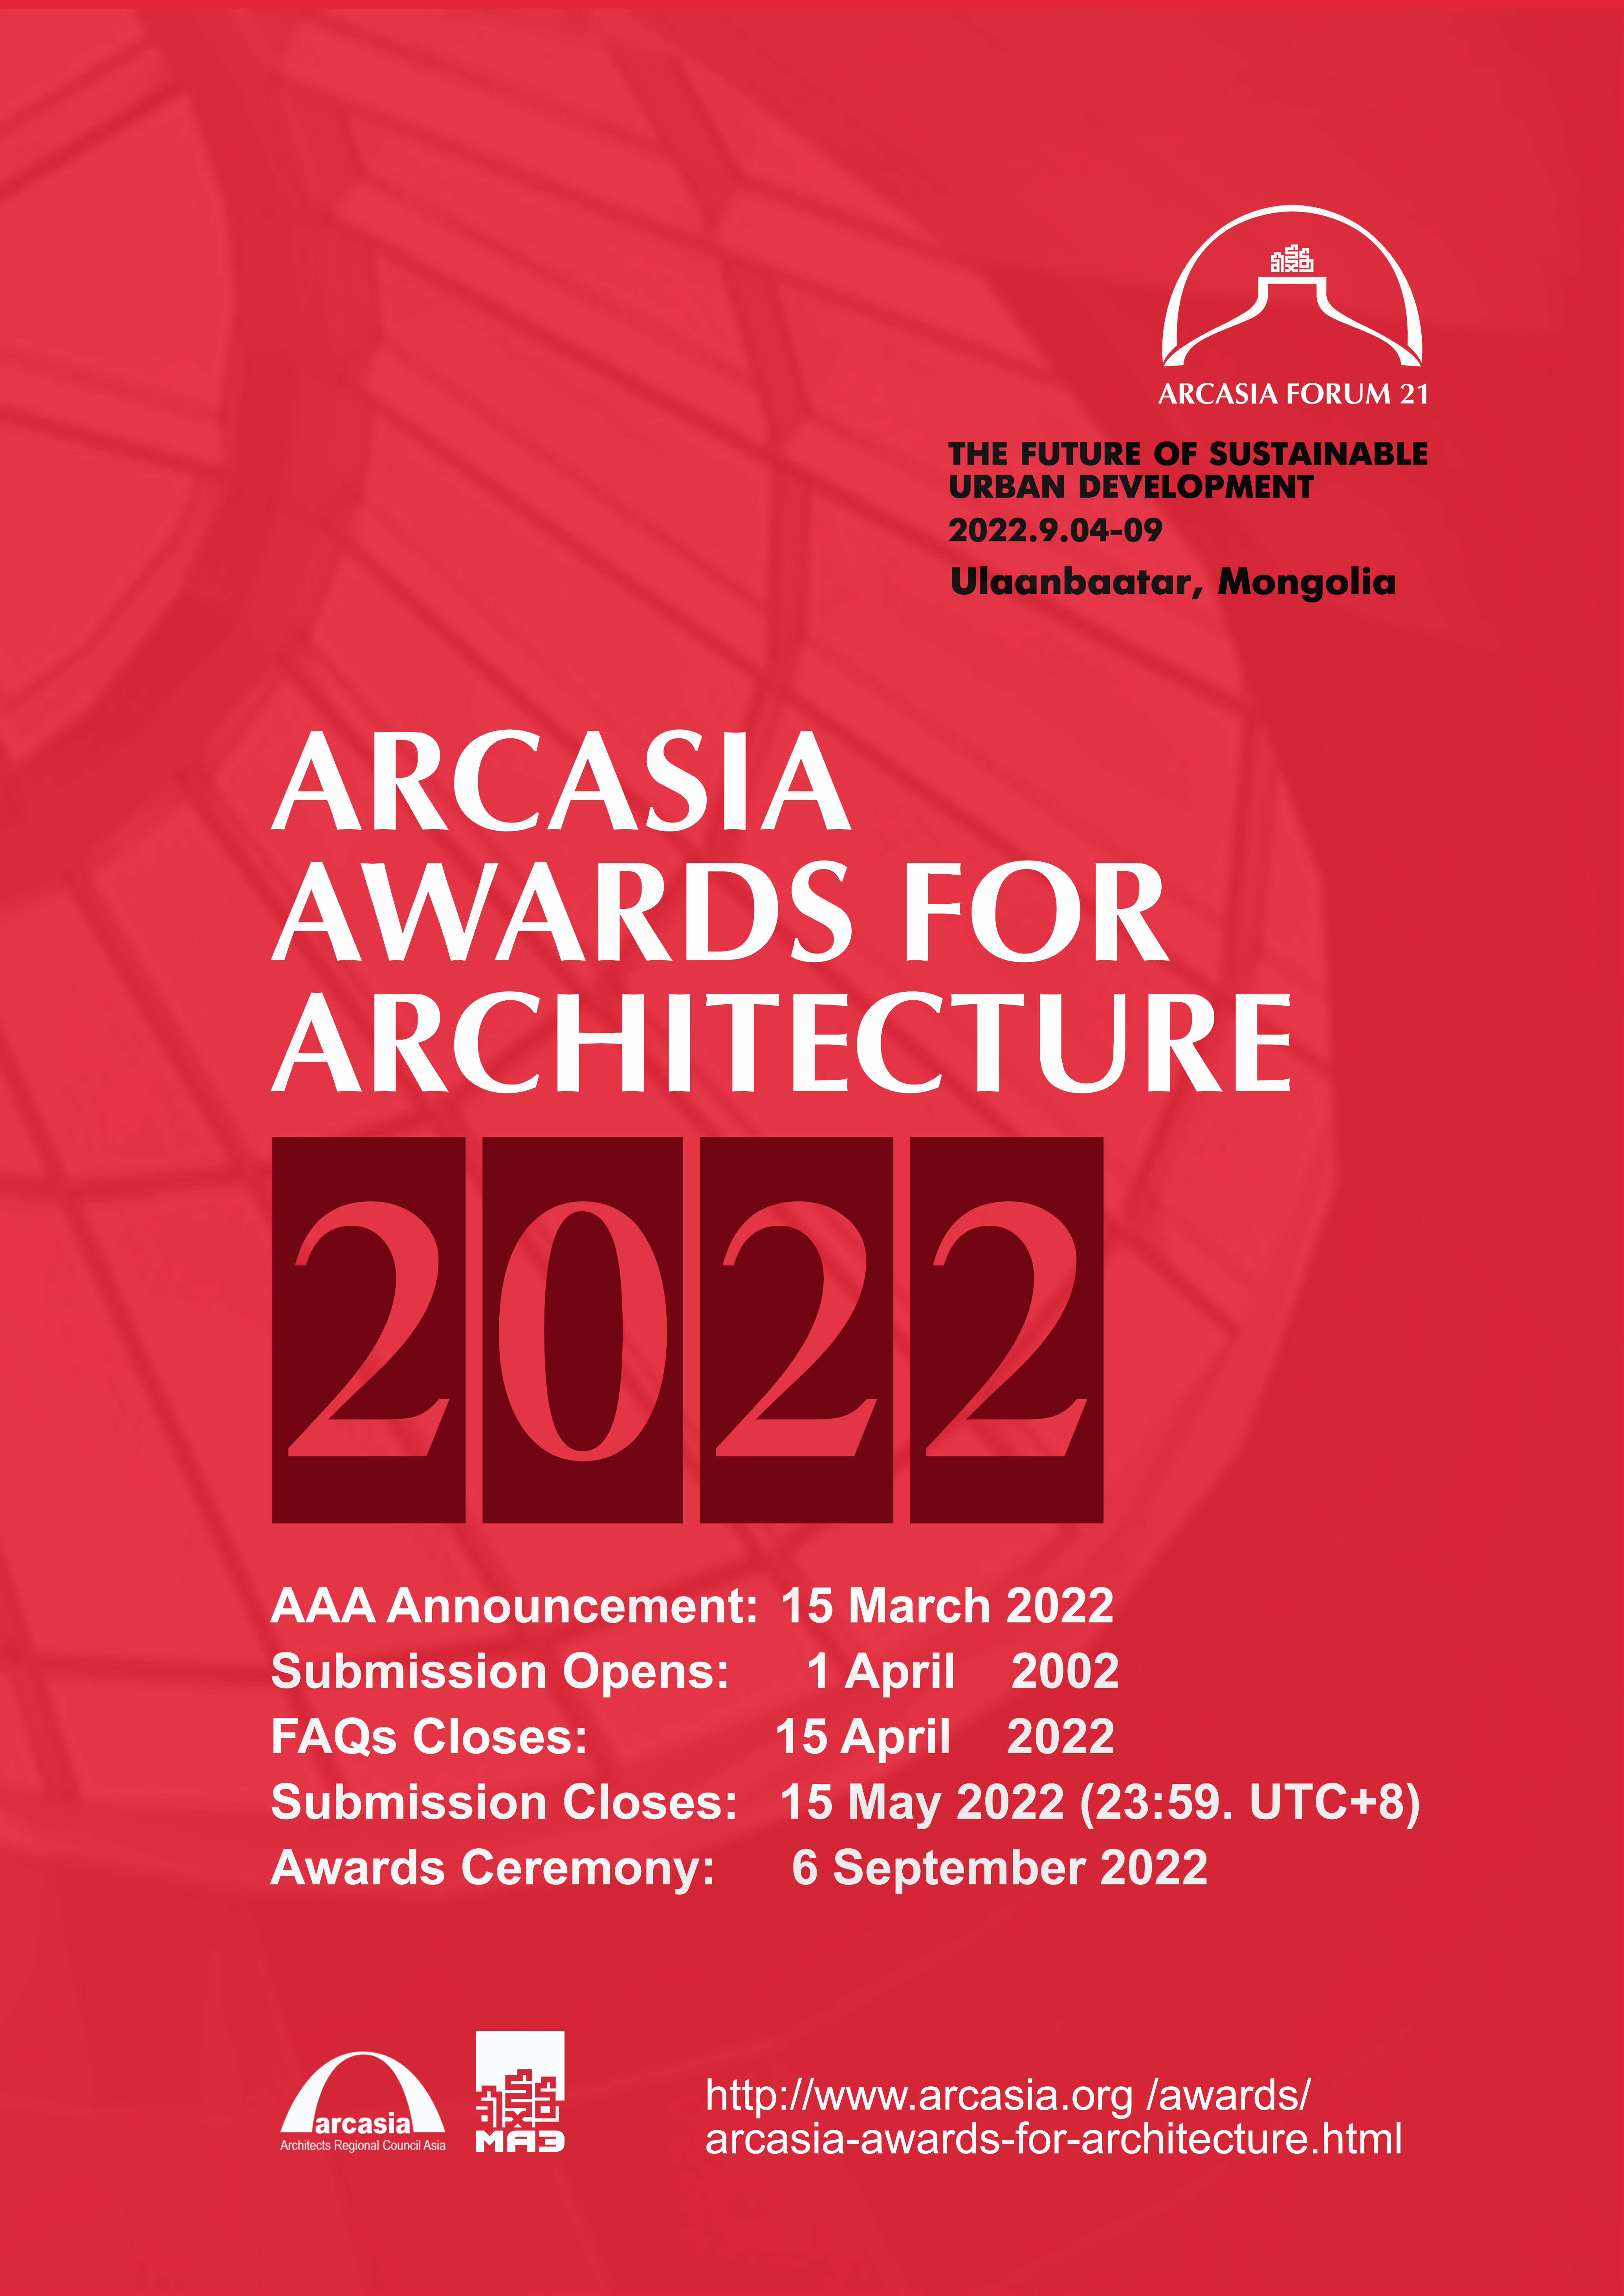 ARCASIA FORUM 21
THE FUTURE OF SUSTAINABLE
URBAN DEVELOPMENT
2022.9.04-09
Ulaanbaatar, Mongolia
ARCASIA
AWARDS FOR
ARCHITECTURE
2022
AAA Announcement: 15 March 2022
Submission Opens: 1 April 2002
FAQs Closes: 15 April 2022
Submission Closes: 15 May 2022 (23:59. UTC+8)
Awards Ceremony: 6 September 2022
arcasia
Architects Regional Council Asia
МАЭ
http://www.arcasia.org /awards/
arcasia-awards-for-architecture.html